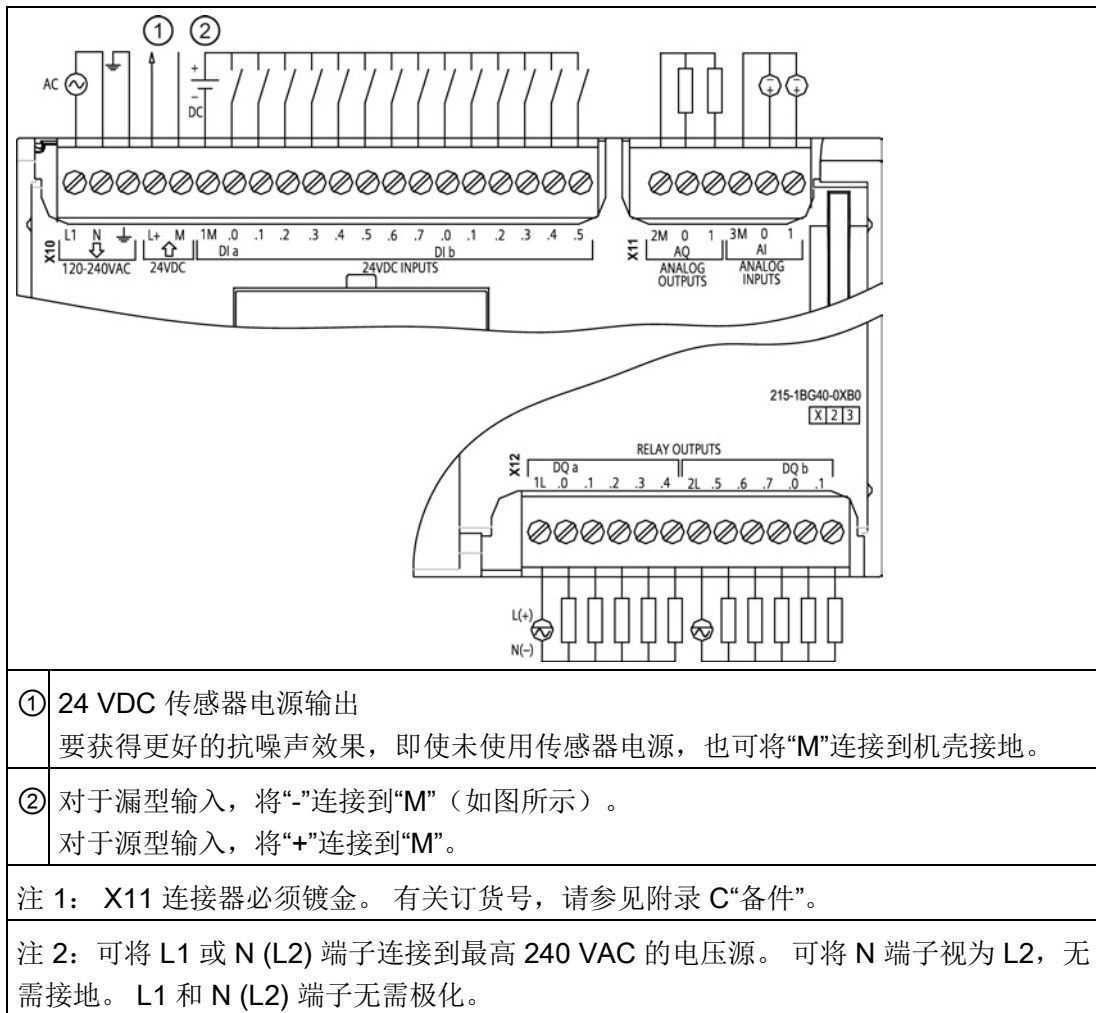 ① ②
AC
+
−
DC
+ +
− −
X10
L1 N L+ M 1M .0 .1 .2 .3 .4 .5 .6 .7 .0 .1 .2 .3 .4 .5
DI a DI b
120-240VAC 24VDC 24VDC INPUTS
X11
2M 0 1 3M 0 1
AQ AI
ANALOG OUTPUTS
ANALOG INPUTS
215-1BG40-0XB0
X 2 3
RELAY OUTPUTS
X12
DQ a DQ b
1L .0 .1 .2 .3 .4 2L .5 .6 .7 .0 .1
L(+)
N(−)
① 24 VDC 传感器电源输出
要获得更好的抗噪声效果，即使未使用传感器电源，也可将“M”连接到机壳接地。
② 对于漏型输入，将“-”连接到“M”（如图所示）。
对于源型输入，将“+”连接到“M”。
注 1： X11 连接器必须镀金。 有关订货号，请参见附录 C“备件”。
注 2：可将 L1 或 N (L2) 端子连接到最高 240 VAC 的电压源。 可将 N 端子视为 L2，无
需接地。 L1 和 N (L2) 端子无需极化。